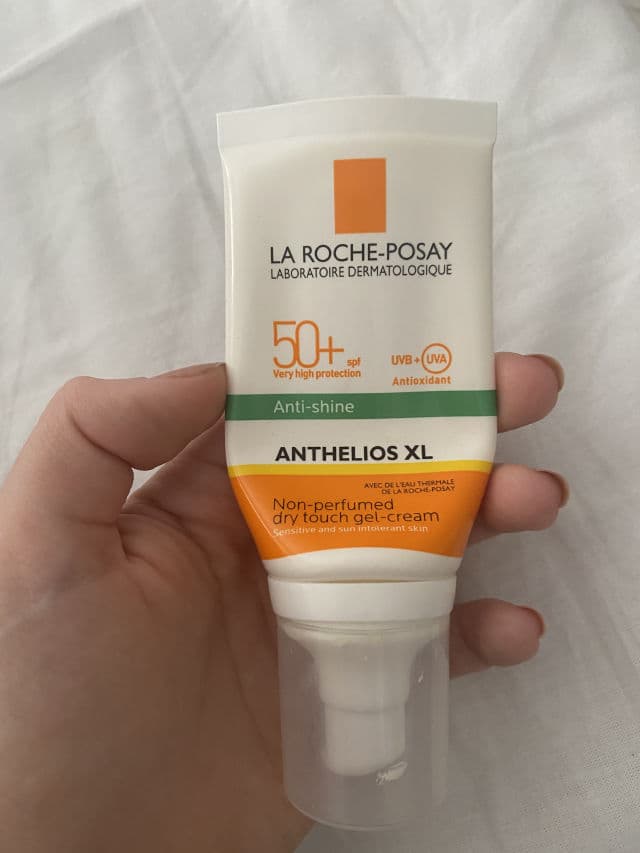 LA ROCHE-POSAY
LABORATOIRE DERMATOLOGIQUE
50+ spf
Very high protection
UVB + UVA
Antioxidant
Anti-shine
ANTHELIOS XL
AVEC DE L'EAU THERMALE
DE LA ROCHE-POSAY
Non-perfumed
dry touch gel-cream
Sensitive and sun intolerant skin